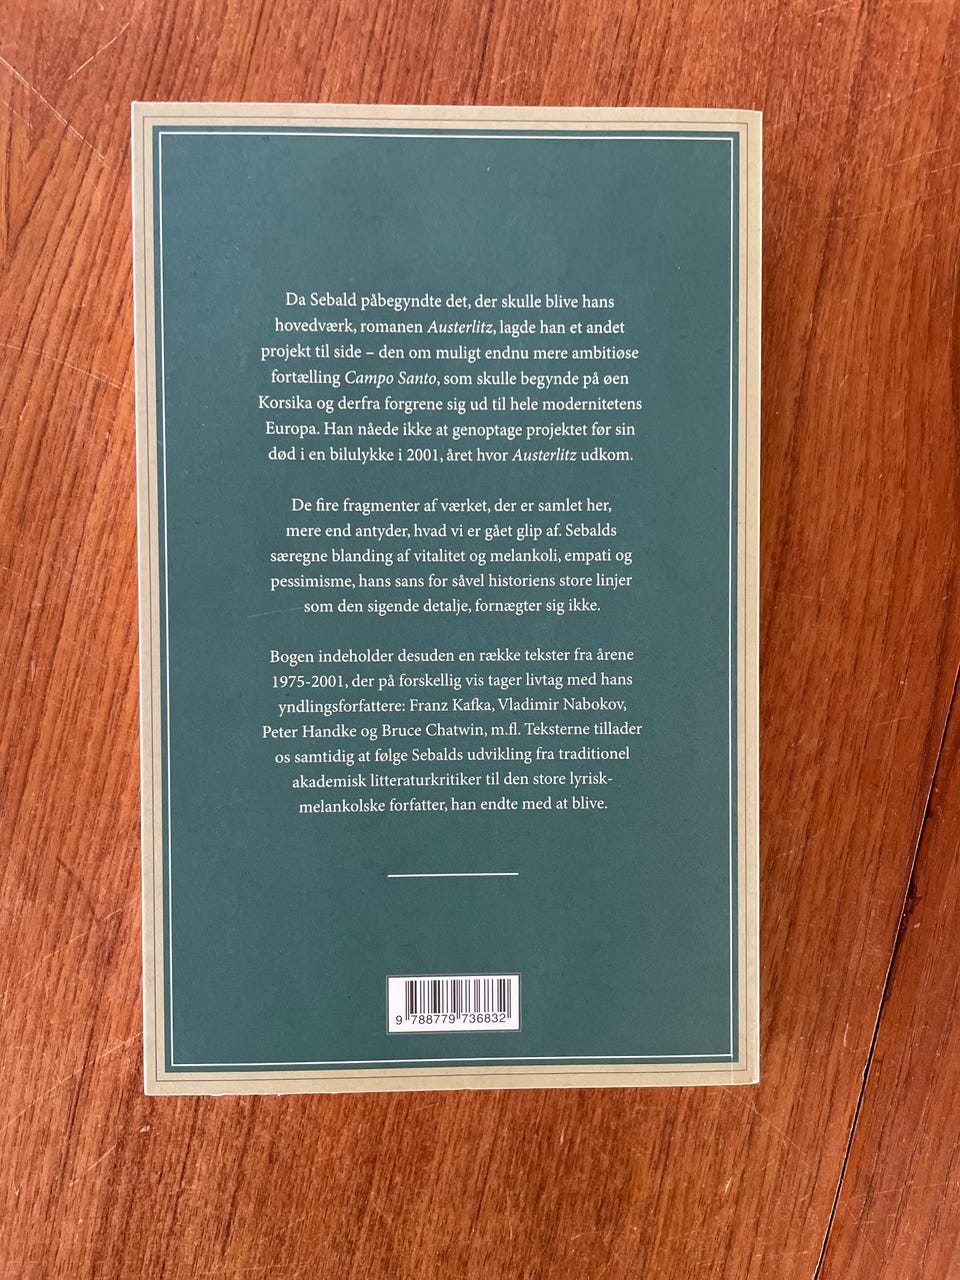 Da Sebald påbegyndte det, der skulle blive hans
hovedværk, romanen Austerlitz, lagde han et andet
projekt til side – den om muligt endnu mere ambitiøse
fortælling Campo Santo, som skulle begynde på øen
Korsika og derfra forgrene sig ud til hele modernitetens
Europa. Han nåede ikke at genoptage projektet før sin
død i en bilulykke i 2001, året hvor Austerlitz udkom.
De fire fragmenter af værket, der er samlet her,
mere end antyder, hvad vi er gået glip af. Sebalds
særegne blanding af vitalitet og melankoli, empati og
pessimisme, hans sans for såvel historiens store linjer
som den sigende detalje, fornægter sig ikke.
Bogen indeholder desuden en række tekster fra årene
1975-2001, der på forskellig vis tager livtag med hans
yndlingsforfattere: Franz Kafka, Vladimir Nabokov,
Peter Handke og Bruce Chatwin, m.fl. Teksterne tillader
os samtidig at følge Sebalds udvikling fra traditionel
akademisk litteraturkritiker til den store lyrisk-
melankolske forfatter, han endte med at blive.
9 788779 736832